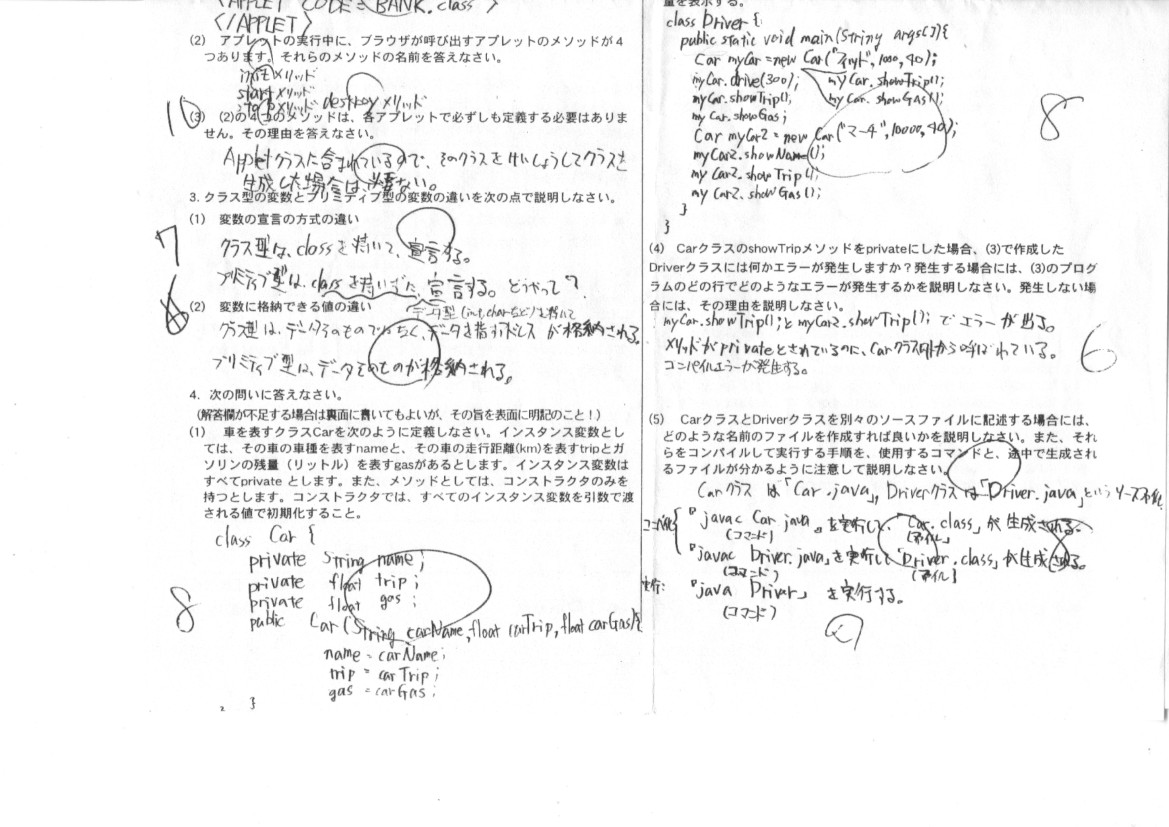 <APPLET CODE=BANK.class>
</APPLET>
(2) アプレットの実行中に、ブラウザが呼び出すアプレットのメソッドが4
つあります。それらのメソッドの名前を答えなさい。
initメソッド
startメソッド
stopメソッド destroyメソッド
10
(3) (2)の4つのメソッドは、各アプレットで必ずしも定義する必要はありま
せん。その理由を答えなさい。
Appletクラスに含まれているので、そのクラスをけいしょうしてクラスを
生成した場合は、必要ない。
3. クラス型の変数とプリミティブ型の変数の違いを次の点で説明しなさい。
(1) 変数の宣言の方式の違い
7
クラス型は、classを持いて、宣言する。
プリミティブ型は、classを持いずに、宣言する。どうやって?
データ型(int,charなど)を持いて
(2) 変数に格納できる値の違い
クラス型は、データそのものでなく、データを指すアドレスが格納される。
プリミティブ型は、データそのものが格納される。
4. 次の問いに答えなさい。
(解答欄が不足する場合は裏面に書いてもよいが、その旨を表面に明記のこと!)
(1) 車を表すクラスCarを次のように定義しなさい。インスタンス変数とし
ては、その車の車種を表すnameと、その車の走行距離(km)を表すtripとガ
ソリンの残量(リットル)を表すgasがあるとします。インスタンス変数は
すべてprivate とします。また、メソッドとしては、コンストラクタのみを
持つとします。コンストラクタでは、すべてのインスタンス変数を引数で渡
される値で初期化すること。
class Car {
private String name;
private float trip;
private float gas;
8
public Car(String carName,float carTrip,float carGas){
name = carName;
trip = carTrip;
gas = carGas;
}
量を表示する。
class Driver {
public static void main(String args[]){
Car myCar=new Car("フィット",1000,40);
myCar.drive(300); myCar.showTrip();
myCar.showTrip(); myCar.showGas();
myCar.showGas;
Car myCar2 = new Car("マーチ",10000,40);
myCar2.showName();
myCar2.showTrip();
myCar2.showGas();
}
}
8
(4) CarクラスのshowTripメソッドをprivateにした場合、(3)で作成した
Driverクラスには何かエラーが発生しますか?発生する場合には、(3)のプログ
ラムのどの行でどのようなエラーが発生するかを説明しなさい。発生しない場
合には、その理由を説明しなさい。
myCar.showTrip();とmyCar2.showTrip();でエラーが出る。
メソッドがprivateとされているのに、Carクラス外から呼ばれている。
コンパイルエラーが発生する。
6
(5) CarクラスとDriverクラスを別々のソースファイルに記述する場合には、
どのような名前のファイルを作成すれば良いかを説明しなさい。また、それ
らをコンパイルして実行する手順を、使用するコマンドと、途中で生成され
るファイルが分かるように注意して説明しなさい。
Carクラスは「Car.java」,Driverクラスは「Driver.java」という
コンパイル「javac Car.java」を実行して、「Car.class」が生成される。
(コマンド) (ファイル)
「javac Driver.java」を実行して「Driver.class」が生成される。
(コマンド) (ファイル)
実行:「java Driver」を実行する。
(コマンド)